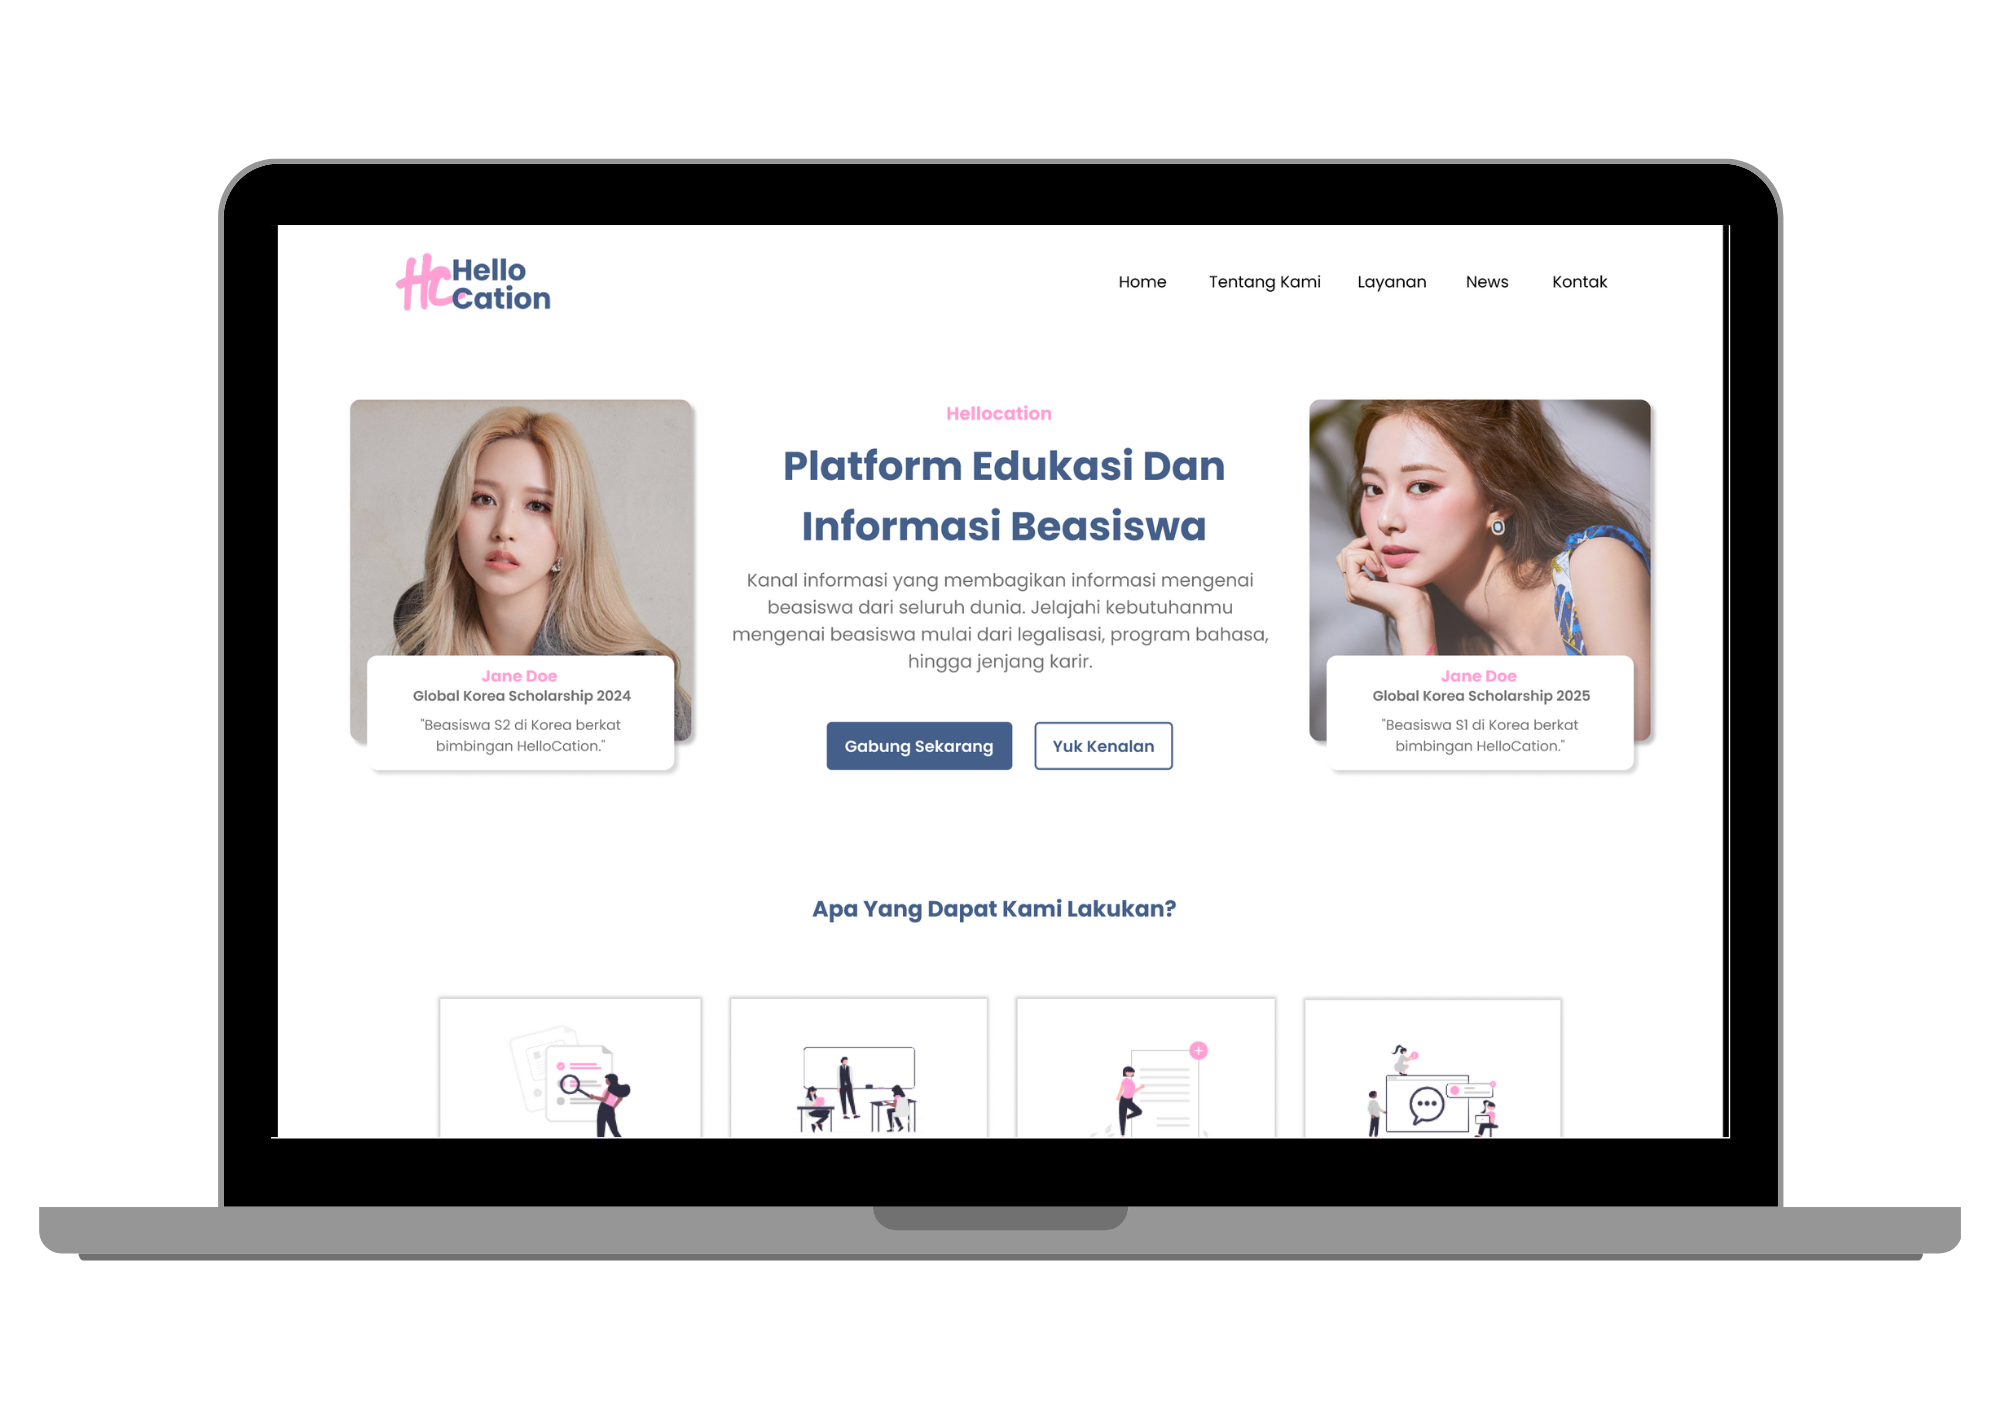 HC Hello
Cation
Home Tentang Kami Layanan News Kontak
Hellocation
Platform Edukasi Dan
Informasi Beasiswa
Kanal informasi yang membagikan informasi mengenai
beasiswa dari seluruh dunia. Jelajahi kebutuhanmu
mengenai beasiswa mulai dari legalisasi, program bahasa,
hingga jenjang karir.
Gabung Sekarang Yuk Kenalan
Jane Doe
Global Korea Scholarship 2024
"Beasiswa S2 di Korea berkat
bimbingan HelloCation."
Jane Doe
Global Korea Scholarship 2025
"Beasiswa S1 di Korea berkat
bimbingan HelloCation."
Apa Yang Dapat Kami Lakukan?